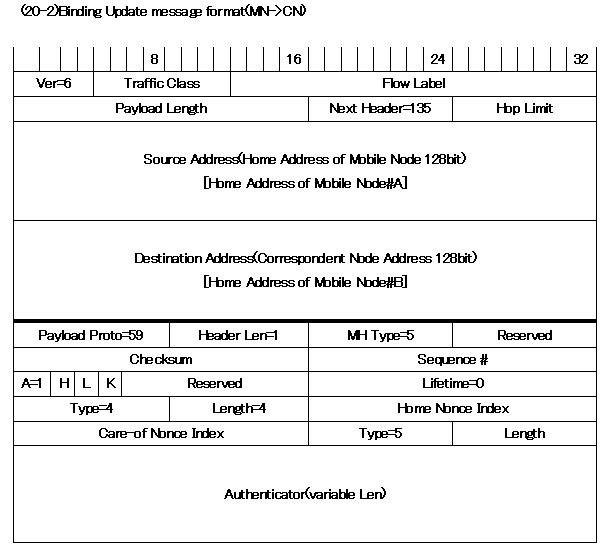 (20-2)Binding Update message format(MN->CN)
8 16 24 32
Ver=6 Traffic Class Flow Label
Payload Length Next Header=135 Hop Limit
Source Address(Home Address of Mobile Node 128bit)
[Home Address of Mobile Node#A]
Destination Address(Correspondent Node Address 128bit)
[Home Address of Mobile Node#B]
Payload Proto=59 Header Len=1 MH Type=5 Reserved
Checksum Sequence #
A=1 H L K Reserved Lifetime=0
Type=4 Length=4 Home Nonce Index
Care-of Nonce Index Type=5 Length
Authenticator(variable Len)